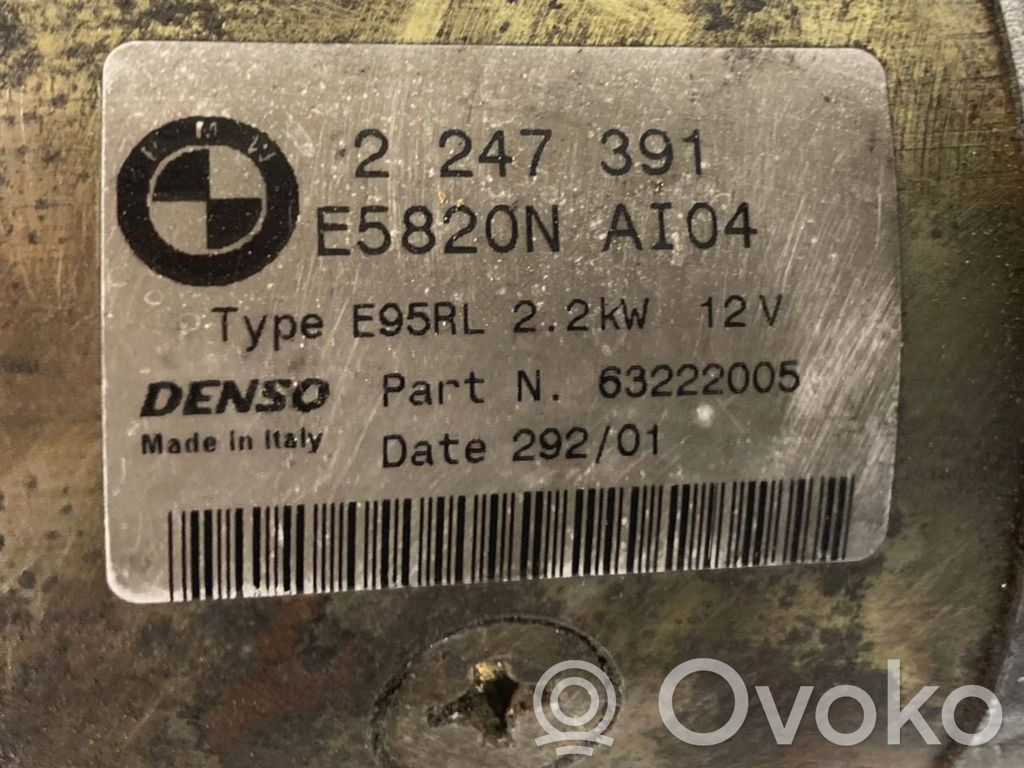 BMW
2 247 391
E5820N AI04
Type E95RL 2.2kW 12V
DENSO Part N. 63222005
Made in Italy
Date 292/01
© Ovoko